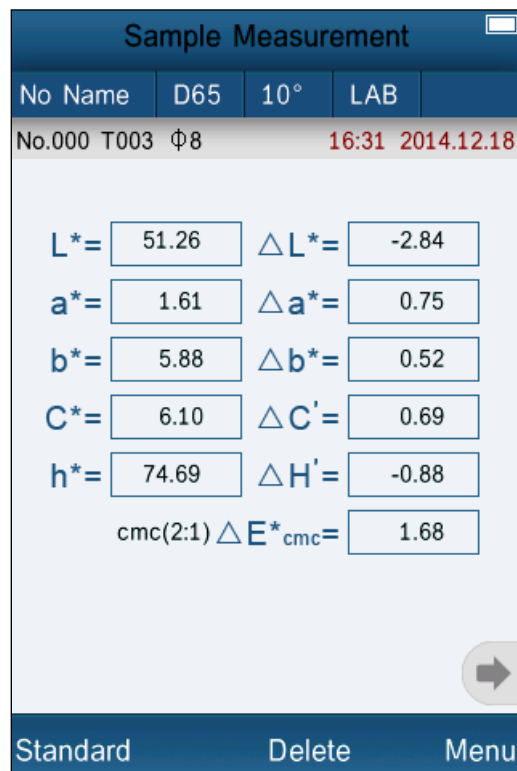 Sample Measurement
No Name D65 10° LAB
No.000 T003 Φ8 16:31 2014.12.18
L*= 51.26 △L*= -2.84
a*= 1.61 △a*= 0.75
b*= 5.88 △b*= 0.52
C*= 6.10 △C'= 0.69
h*= 74.69 △H'= -0.88
cmc(2:1) △E*cmc= 1.68
Standard Delete Menu